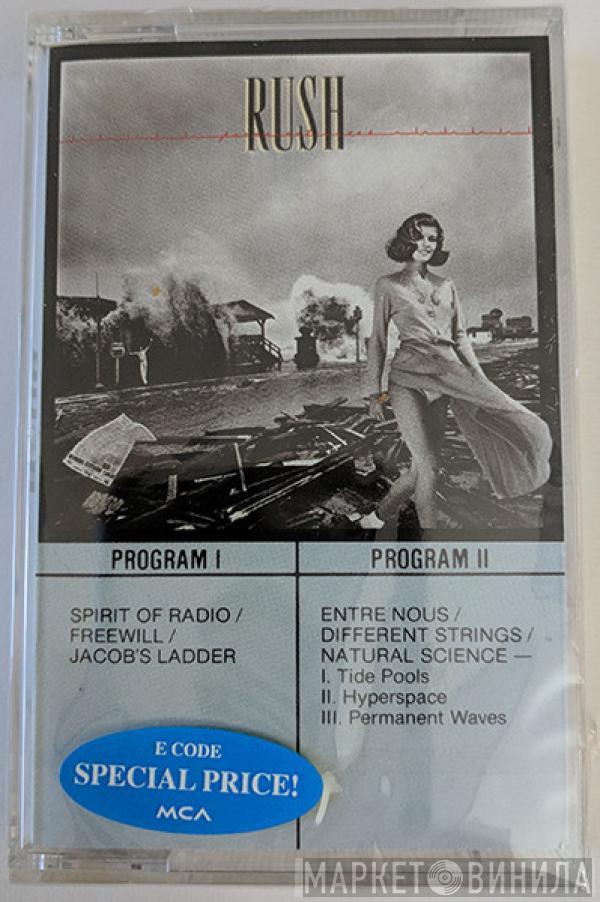 RUSH
PROGRAM I
SPIRIT OF RADIO /
FREEWILL /
JACOB'S LADDER
PROGRAM II
ENTRE NOUS /
DIFFERENT STRINGS /
NATURAL SCIENCE —
I. Tide Pools
II. Hyperspace
III. Permanent Waves
E CODE
SPECIAL PRICE!
MCA
МАРКЕТ ВИНИЛА